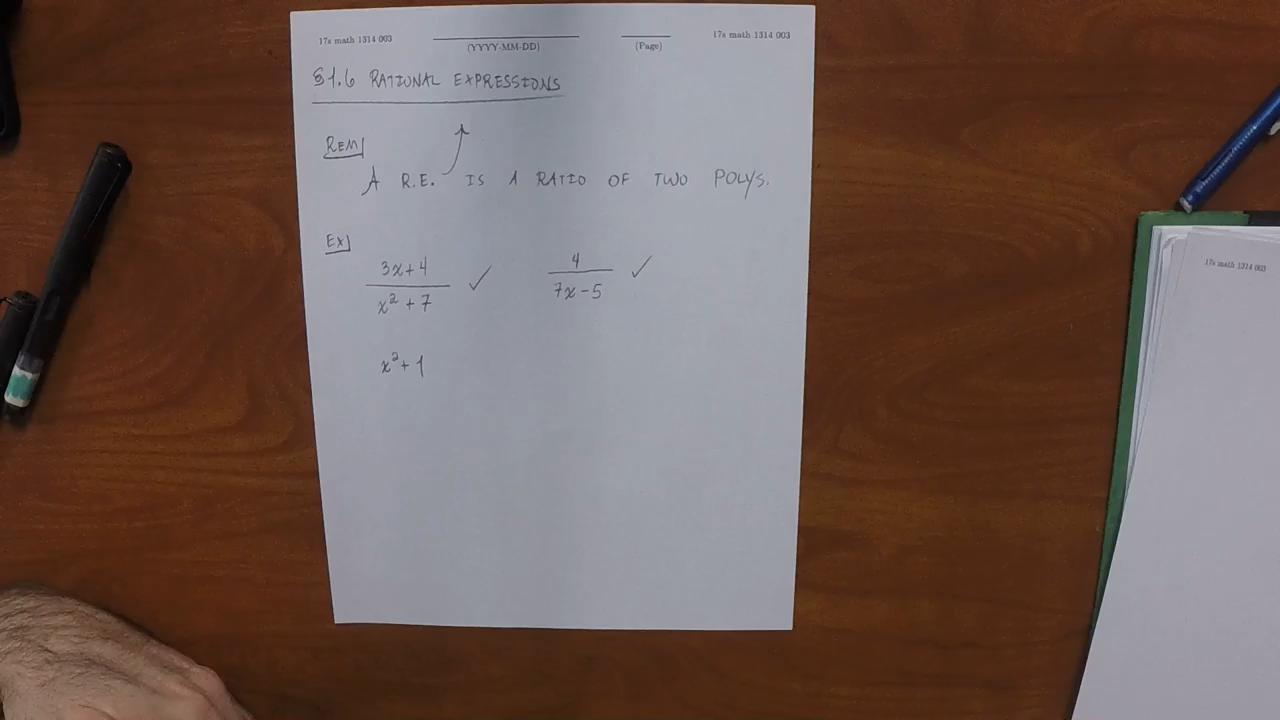 17s math 1314 003
(YYYY-MM-DD)
(Page)
17s math 1314 003
§1.6 RATIONAL EXPRESSIONS
REM
A R.E. IS A RATIO OF TWO POLYS.
EX
3x+4
x²+7
✓
4
7x-5
✓
x²+1
17s math 1314 003